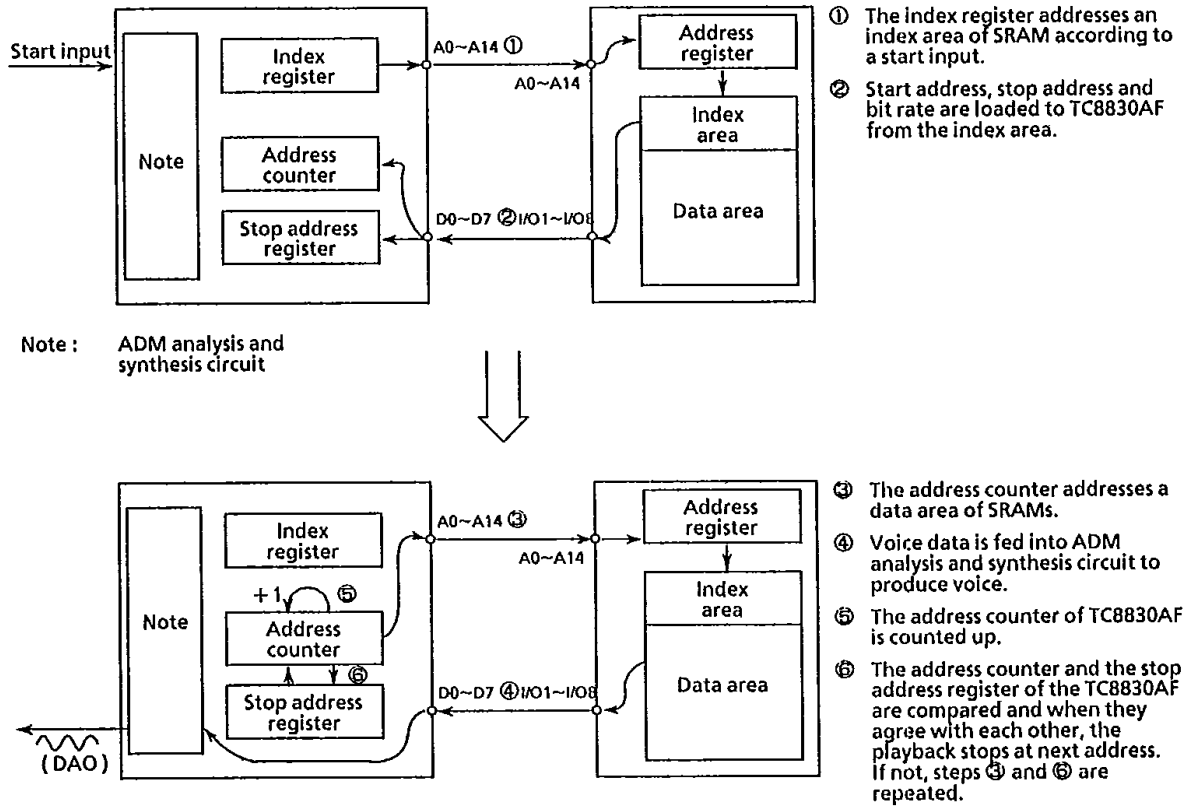 Start input
Note
Index
register
Address
counter
Stop address
register
A0~A14 ①
A0~A14
D0~D7 ② I/O1~I/O8
Address
register
Index
area
Data area
① The index register addresses an
index area of SRAM according to
a start input.
② Start address, stop address and
bit rate are loaded to TC8830AF
from the index area.
Note : ADM analysis and
synthesis circuit
Note
Index
register
+1 ⑤
Address
counter
⑥
Stop address
register
(DAO)
A0~A14 ③
A0~A14
D0~D7 ④ I/O1~I/O8
Address
register
Index
area
Data area
③ The address counter addresses a
data area of SRAMs.
④ Voice data is fed into ADM
analysis and synthesis circuit to
produce voice.
⑤ The address counter of TC8830AF
is counted up.
⑥ The address counter and the stop
address register of the TC8830AF
are compared and when they
agree with each other, the
playback stops at next address.
If not, steps ③ and ⑥ are
repeated.